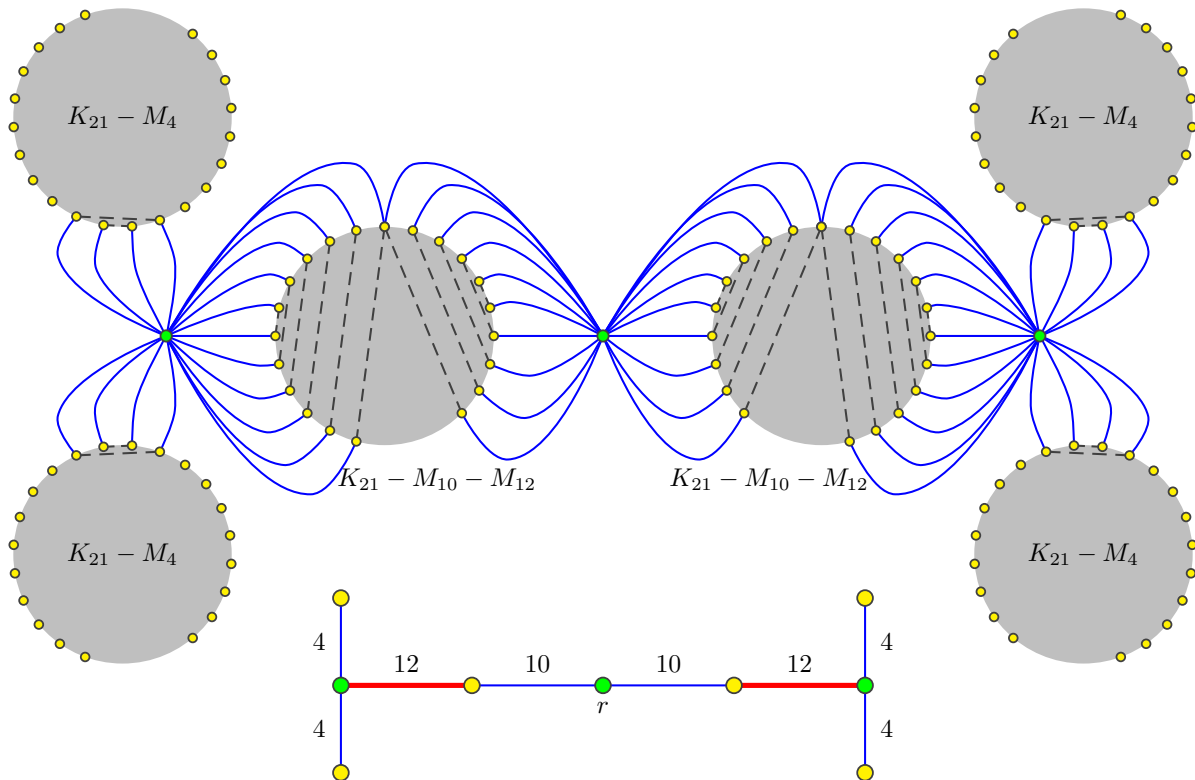 $K_{21} - M_4$ $K_{21} - M_4$
$K_{21} - M_{10} - M_{12}$ $K_{21} - M_{10} - M_{12}$
$K_{21} - M_4$ $K_{21} - M_4$
4 4
12 10 10 12
$r$
4 4